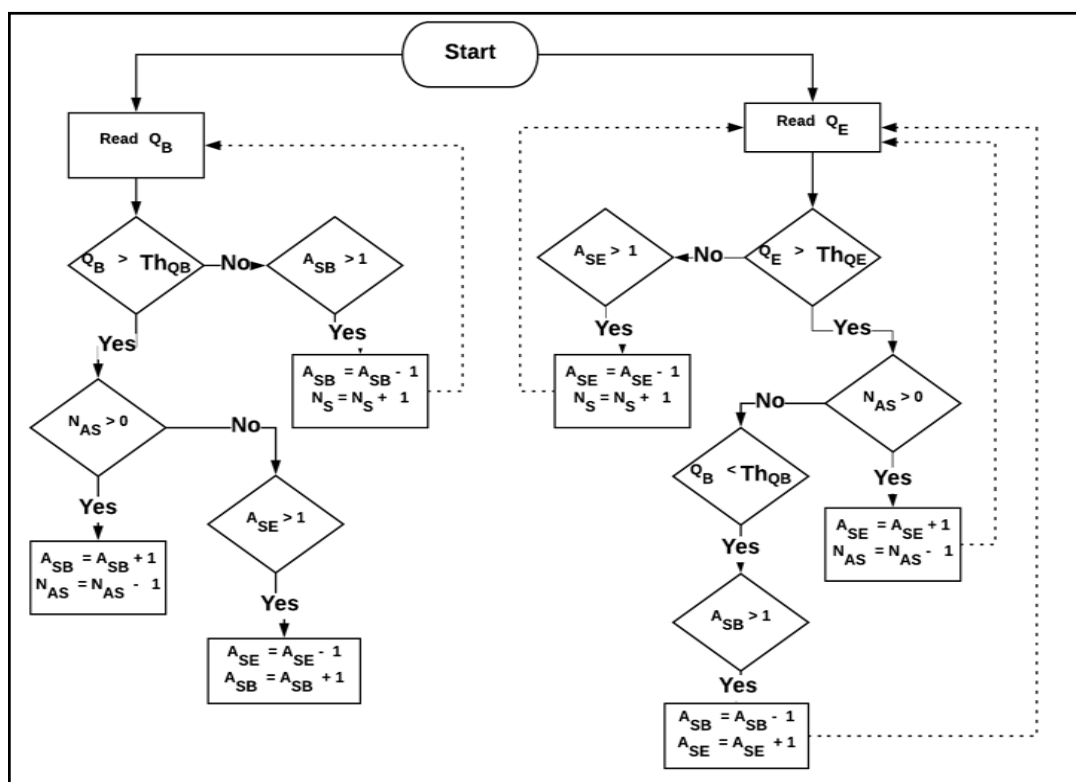 Start
Read Q_B
Q_B > Th_QB
No
A_SB > 1
Yes
A_SB = A_SB - 1
N_S = N_S + 1
Yes
N_AS > 0
No
Yes
A_SB = A_SB + 1
N_AS = N_AS - 1
A_SE > 1
Yes
A_SE = A_SE - 1
A_SB = A_SB + 1
Read Q_E
Q_E > Th_QE
No
A_SE > 1
Yes
A_SE = A_SE - 1
N_S = N_S + 1
Yes
N_AS > 0
No
Yes
A_SE = A_SE + 1
N_AS = N_AS - 1
Q_B < Th_QB
Yes
A_SB > 1
Yes
A_SB = A_SB - 1
A_SE = A_SE + 1